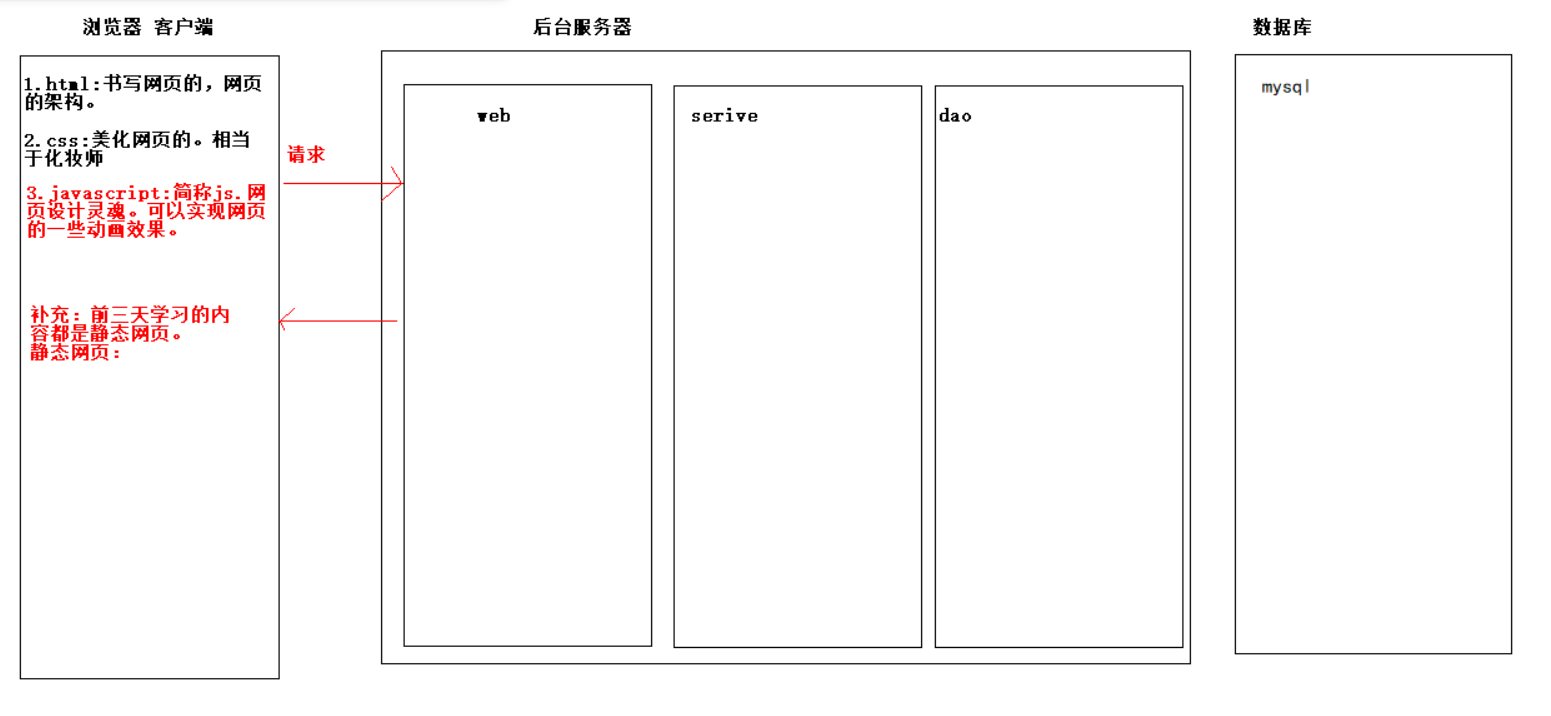 浏览器 客户端
后台服务器
数据库
1.html:书写网页的，网页
的架构。
2.css:美化网页的。相当
于化妆师
3.javascript:简称js.网
页设计灵魂。可以实现网页
的一些动画效果。
补充：前三天学习的内
容都是静态网页。
静态网页：
请求
web
serive
dao
mysql